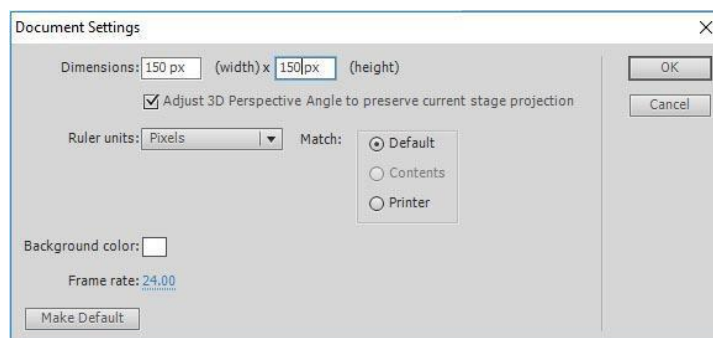 Document Settings
Dimensions: 150 px (width) x 150 px (height)
OK
Adjust 3D Perspective Angle to preserve current stage projection
Cancel
Ruler units: Pixels Match: Default
Contents
Printer
Background color:
Frame rate: 24.00
Make Default